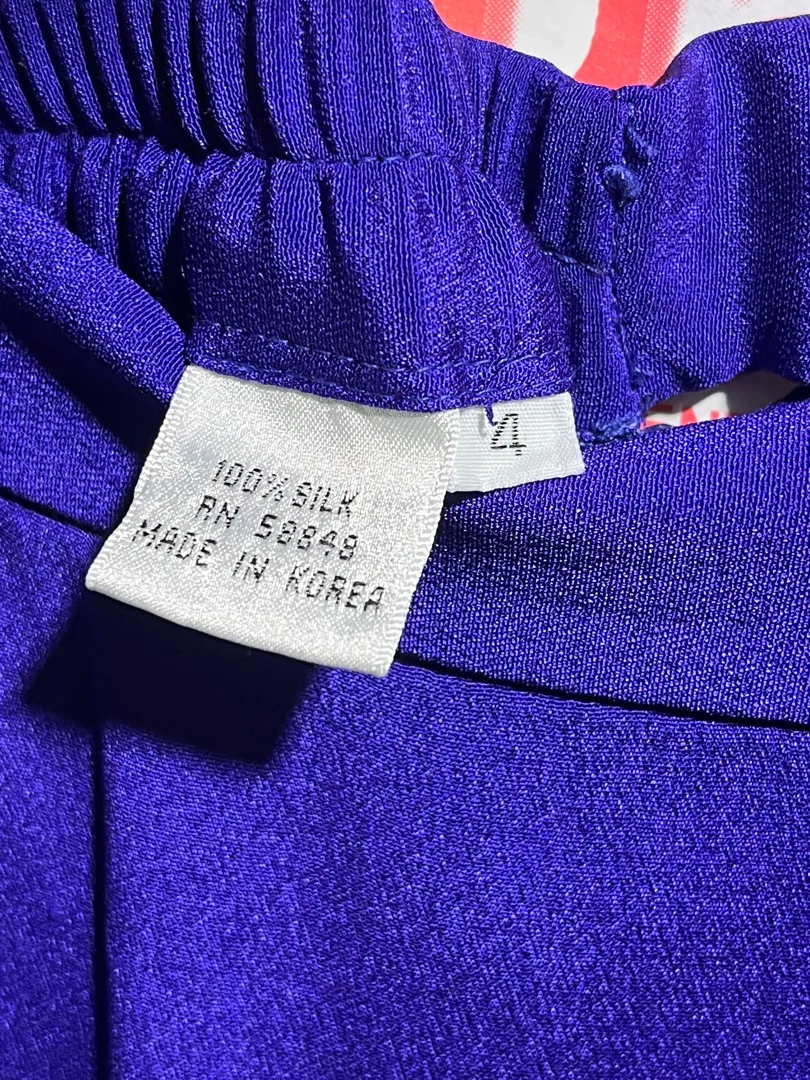 100% SILK
RN 58848
MADE IN KOREA
4